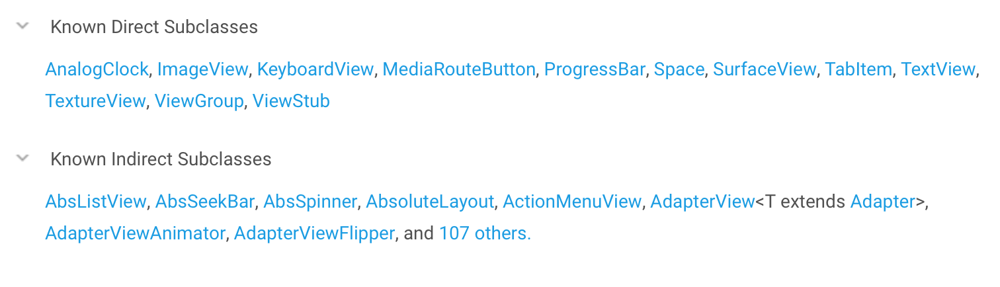 Known Direct Subclasses
AnalogClock, ImageView, KeyboardView, MediaRouteButton, ProgressBar, Space, SurfaceView, TabItem, TextView,
TextureView, ViewGroup, ViewStub
Known Indirect Subclasses
AbsListView, AbsSeekBar, AbsSpinner, AbsoluteLayout, ActionMenuView, AdapterView<T extends Adapter>,
AdapterViewAnimator, AdapterViewFlipper, and 107 others.